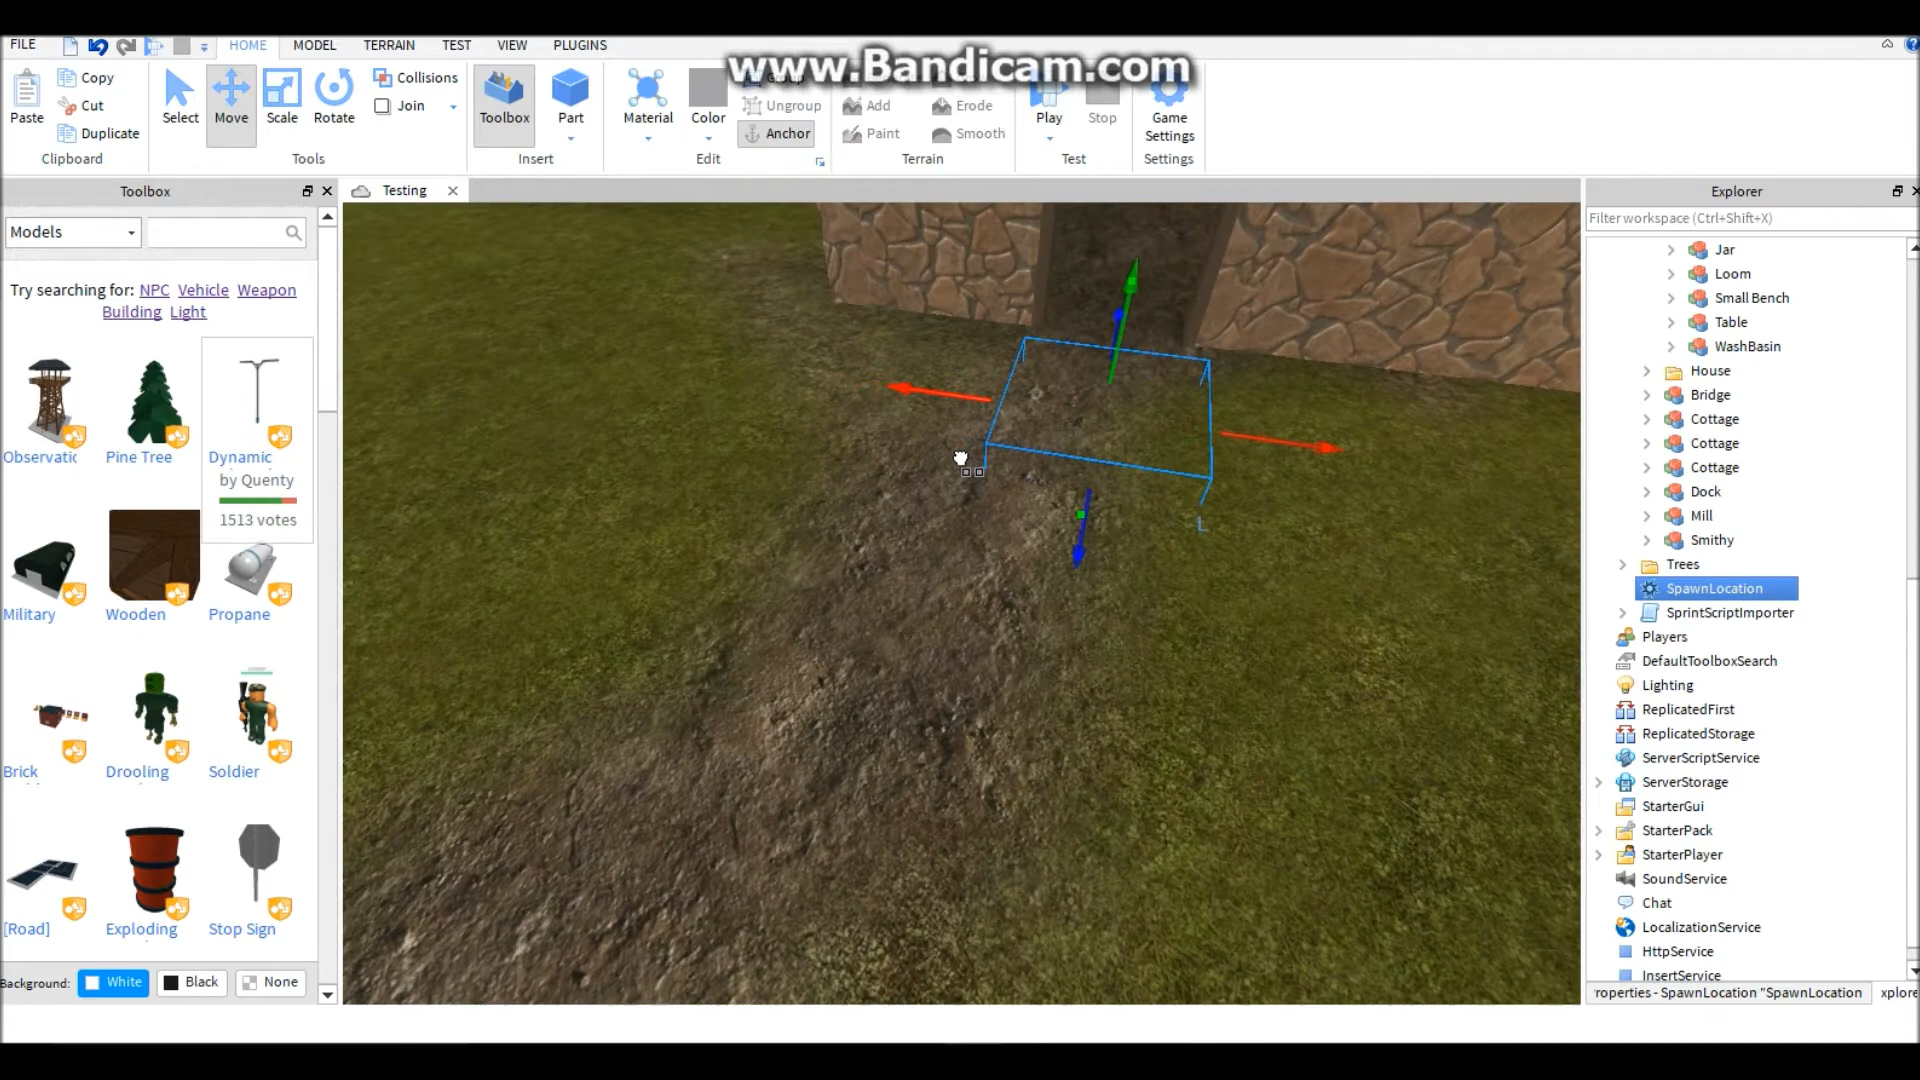 www.Bandicam.com
FILE HOME MODEL TERRAIN TEST VIEW PLUGINS
Paste
Copy
Cut
Duplicate
Clipboard
Select Move Scale Rotate
Collisions
Join
Tools
Toolbox Part
Insert
Material Color
Group
Ungroup
Anchor
Edit
Add Erode
Paint Smooth
Terrain
Play Stop
Test
Game
Settings
Settings
Toolbox
Models
Try searching for: NPC Vehicle Weapon
Building Light
Observatic Pine Tree Dynamic
by Quenty
1513 votes
Military Wooden Propane
Brick Drooling Soldier
[Road] Exploding Stop Sign
Background: White Black None
Testing
L
Explorer
Filter workspace (Ctrl+Shift+X)
Jar
Loom
Small Bench
Table
WashBasin
House
Bridge
Cottage
Cottage
Cottage
Dock
Mill
Smithy
Trees
SpawnLocation
SprintScriptImporter
Players
DefaultToolboxSearch
Lighting
ReplicatedFirst
ReplicatedStorage
ServerScriptService
ServerStorage
StarterGui
StarterPack
StarterPlayer
SoundService
Chat
LocalizationService
HttpService
InsertService
roperties - SpawnLocation "SpawnLocation xplore